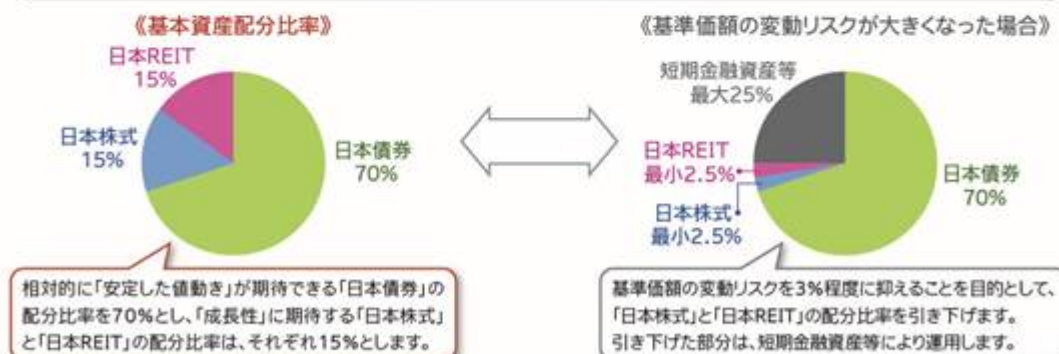 《基本資産配分比率》
日本REIT
15%
日本株式
15%
日本債券
70%
相対的に「安定した値動き」が期待できる「日本債券」の
配分比率を70%とし、「成長性」に期待する「日本株式」
と「日本REIT」の配分比率は、それぞれ15%とします。
《基準価額の変動リスクが大きくなった場合》
短期金融資産等
最大25%
日本REIT
最小2.5%
日本株式
最小2.5%
日本債券
70%
基準価額の変動リスクを3%程度に抑えることを目的として、
「日本株式」と「日本REIT」の配分比率を引き下げます。
引き下げた部分は、短期金融資産等により運用します。